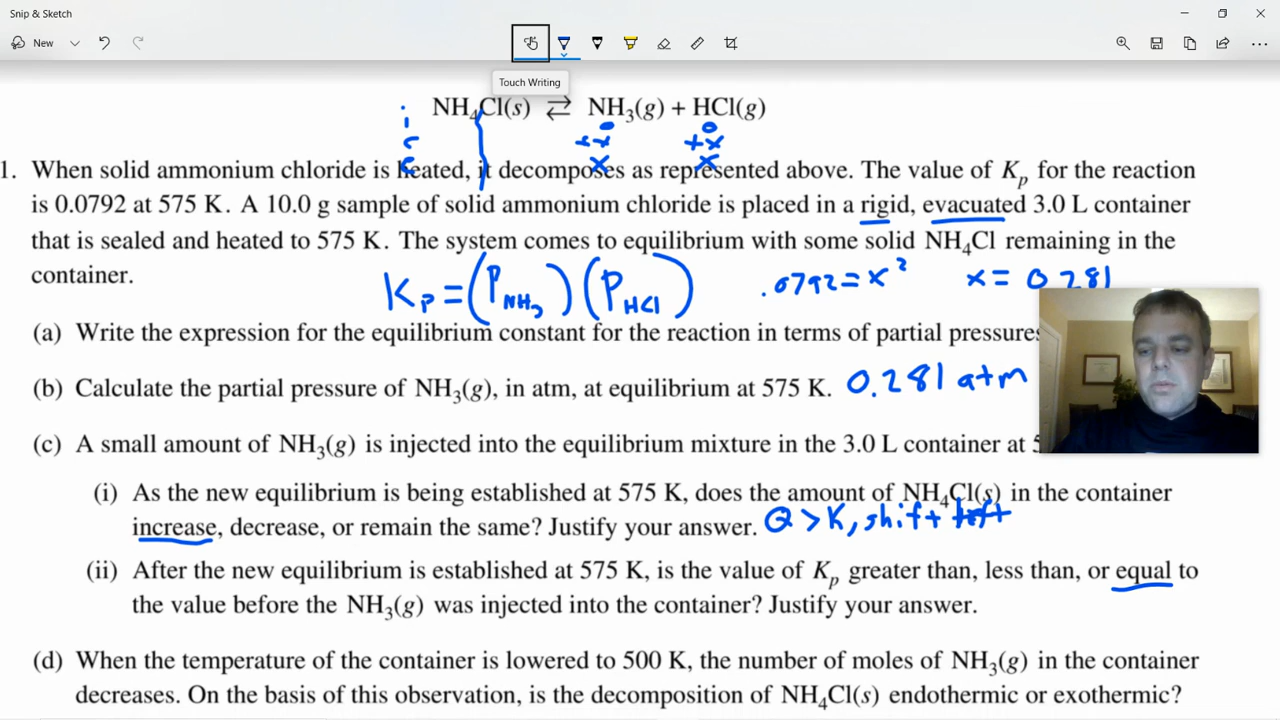 Snip & Sketch
New
Touch Writing
NH₄Cl(s) ⇄ NH₃(g) + HCl(g)
i
c
e
0 0
+x +x
x x
1. When solid ammonium chloride is heated, it decomposes as represented above. The value of Kₚ for the reaction
is 0.0792 at 575 K. A 10.0 g sample of solid ammonium chloride is placed in a rigid, evacuated 3.0 L container
that is sealed and heated to 575 K. The system comes to equilibrium with some solid NH₄Cl remaining in the
container.
Kp = (P NH₃) (P HCl) .0792 = x² x = 0.281
(a) Write the expression for the equilibrium constant for the reaction in terms of partial pressures
(b) Calculate the partial pressure of NH₃(g), in atm, at equilibrium at 575 K. 0.281 atm
(c) A small amount of NH₃(g) is injected into the equilibrium mixture in the 3.0 L container at 5
(i) As the new equilibrium is being established at 575 K, does the amount of NH₄Cl(s) in the container
increase, decrease, or remain the same? Justify your answer. Q > K, shift left
(ii) After the new equilibrium is established at 575 K, is the value of Kₚ greater than, less than, or equal to
the value before the NH₃(g) was injected into the container? Justify your answer.
(d) When the temperature of the container is lowered to 500 K, the number of moles of NH₃(g) in the container
decreases. On the basis of this observation, is the decomposition of NH₄Cl(s) endothermic or exothermic?